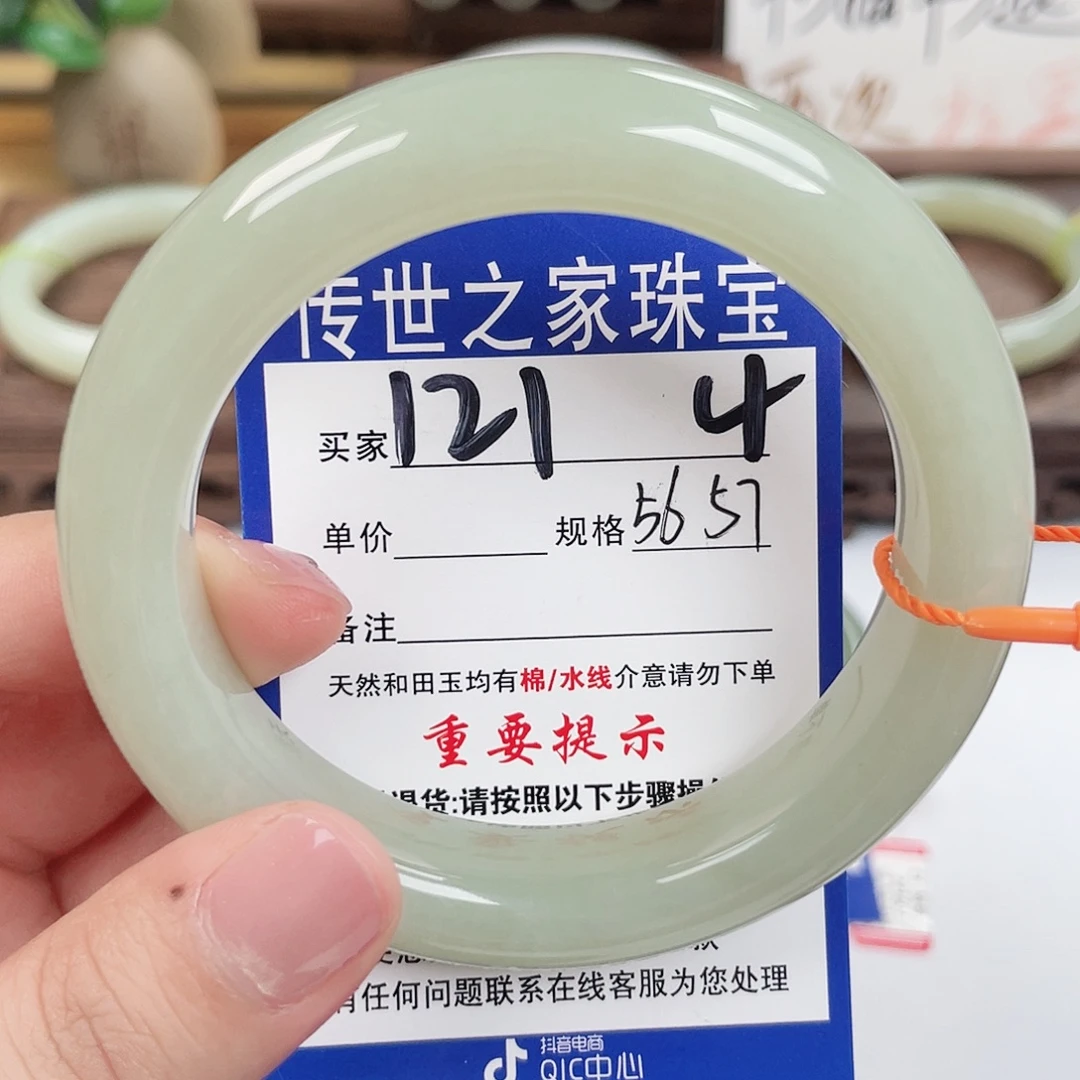 传世之家珠宝
买家 121 4
单价 规格 56 57
备注
天然和田玉均有棉/水线介意请勿下单
重要提示
退货:请按照以下步骤操
有任何问题联系在线客服为您处理
抖音电商
QIC中心